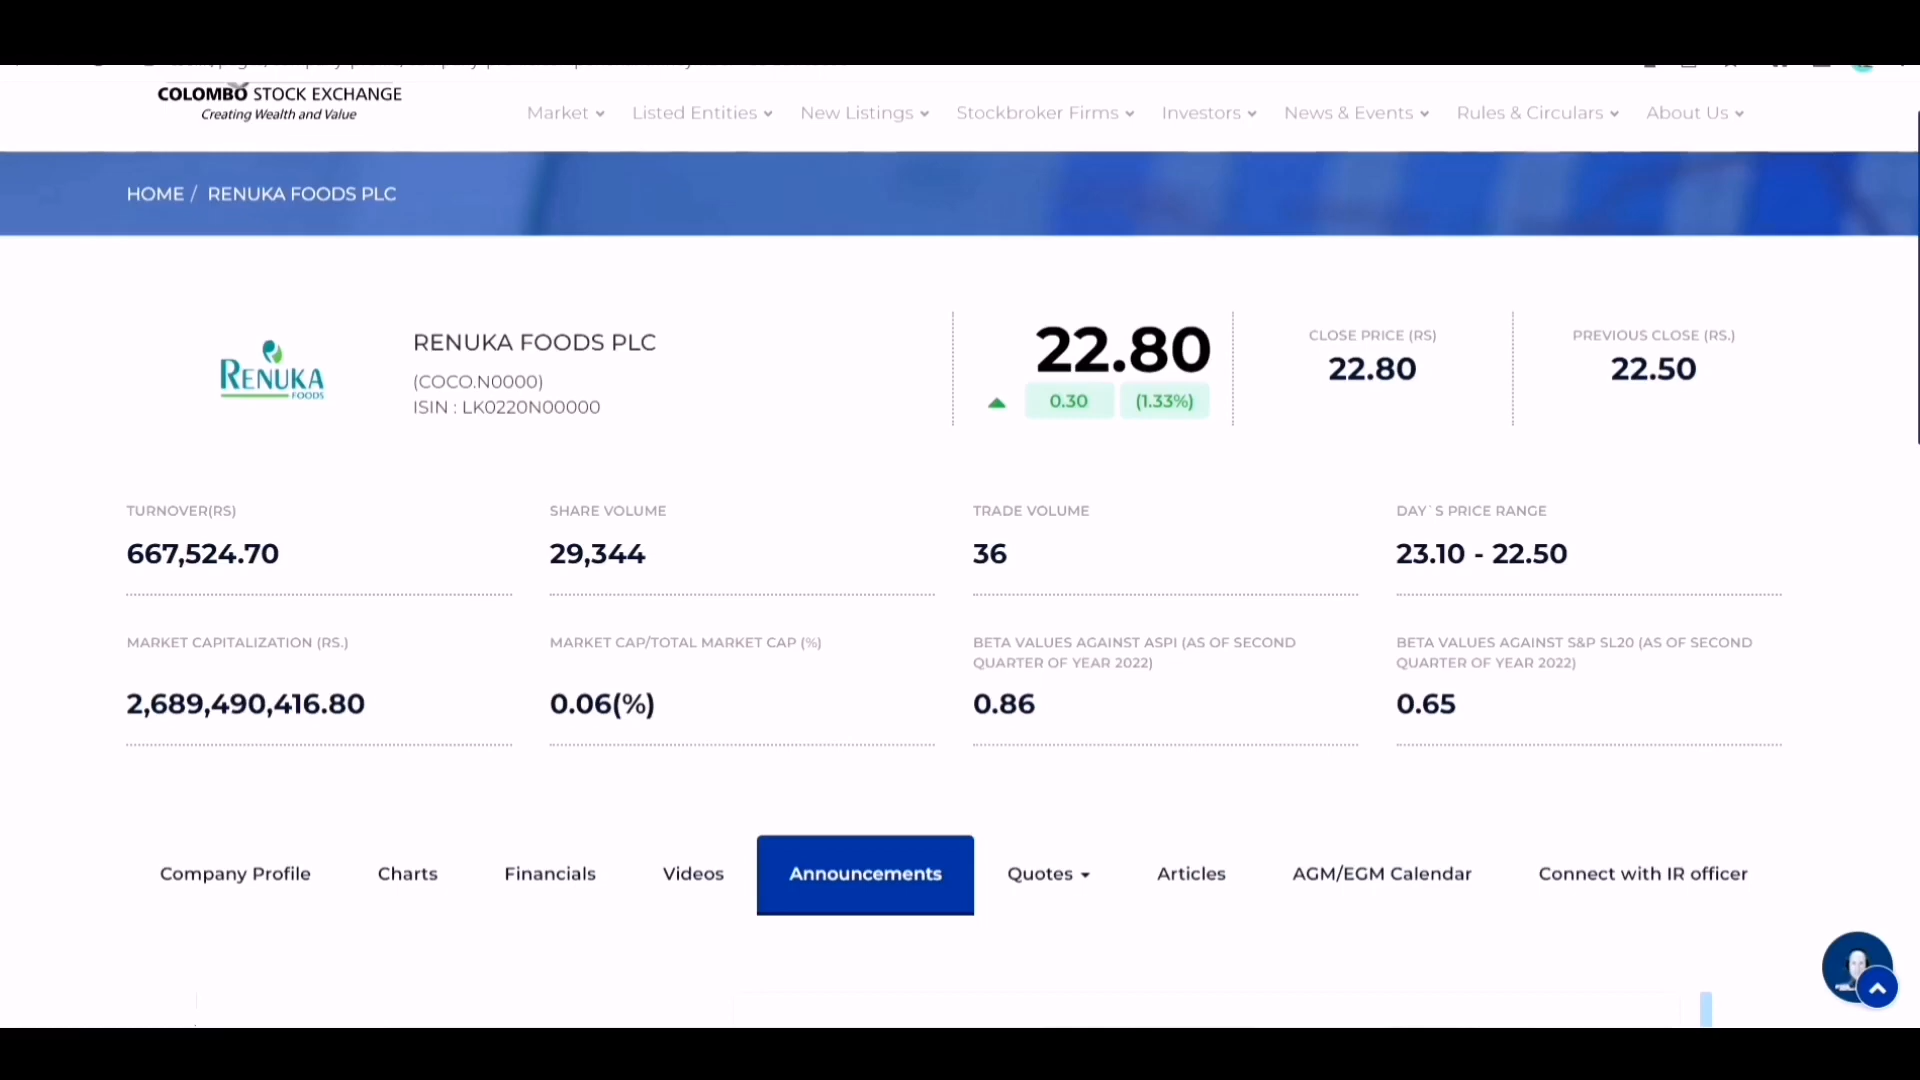 COLOMBO STOCK EXCHANGE
Creating Wealth and Value
Market Listed Entities New Listings Stockbroker Firms Investors News & Events Rules & Circulars About Us
HOME / RENUKA FOODS PLC
RENUKA
FOODS
RENUKA FOODS PLC
(COCO.N0000)
ISIN : LK0220N00000
22.80
0.30 (1.33%)
CLOSE PRICE (RS)
22.80
PREVIOUS CLOSE (RS.)
22.50
TURNOVER(RS)
667,524.70
SHARE VOLUME
29,344
TRADE VOLUME
36
DAY`S PRICE RANGE
23.10 - 22.50
MARKET CAPITALIZATION (RS.)
2,689,490,416.80
MARKET CAP/TOTAL MARKET CAP (%)
0.06(%)
BETA VALUES AGAINST ASPI (AS OF SECOND
QUARTER OF YEAR 2022)
0.86
BETA VALUES AGAINST S&P SL20 (AS OF SECOND
QUARTER OF YEAR 2022)
0.65
Company Profile Charts Financials Videos Announcements Quotes Articles AGM/EGM Calendar Connect with IR officer